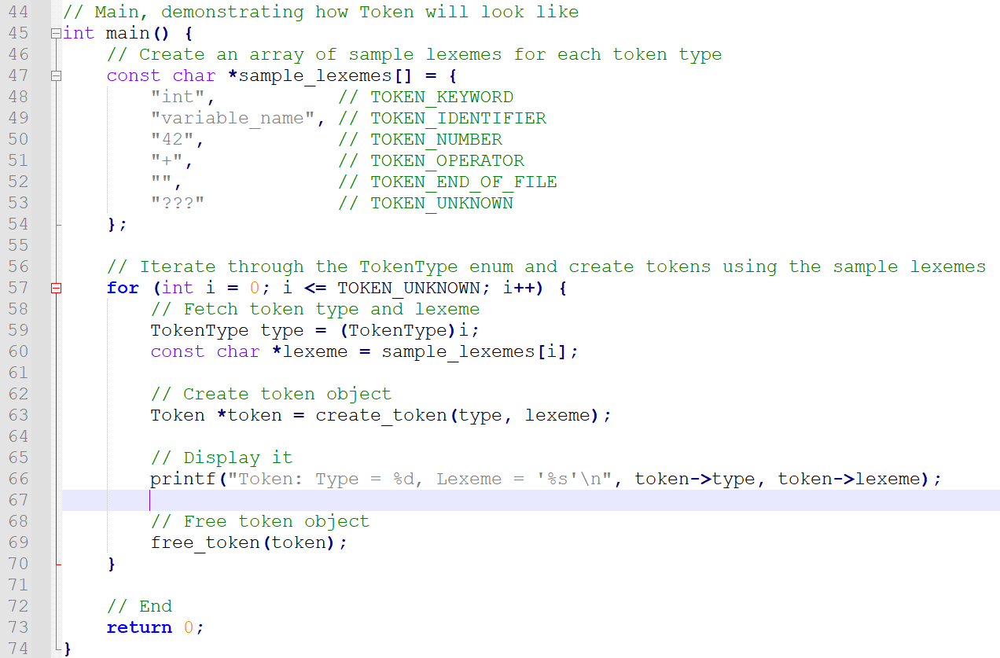 44 // Main, demonstrating how Token will look like
45 int main() {
46     // Create an array of sample lexemes for each token type
47     const char *sample_lexemes[] = {
48         "int",           // TOKEN_KEYWORD
49         "variable_name", // TOKEN_IDENTIFIER
50         "42",            // TOKEN_NUMBER
51         "+",             // TOKEN_OPERATOR
52         "",              // TOKEN_END_OF_FILE
53         "???"            // TOKEN_UNKNOWN
54     };
55
56     // Iterate through the TokenType enum and create tokens using the sample lexemes
57     for (int i = 0; i <= TOKEN_UNKNOWN; i++) {
58         // Fetch token type and lexeme
59         TokenType type = (TokenType)i;
60         const char *lexeme = sample_lexemes[i];
61
62         // Create token object
63         Token *token = create_token(type, lexeme);
64
65         // Display it
66         printf("Token: Type = %d, Lexeme = '%s'\n", token->type, token->lexeme);
67
68         // Free token object
69         free_token(token);
70     }
71
72     // End
73     return 0;
74 }